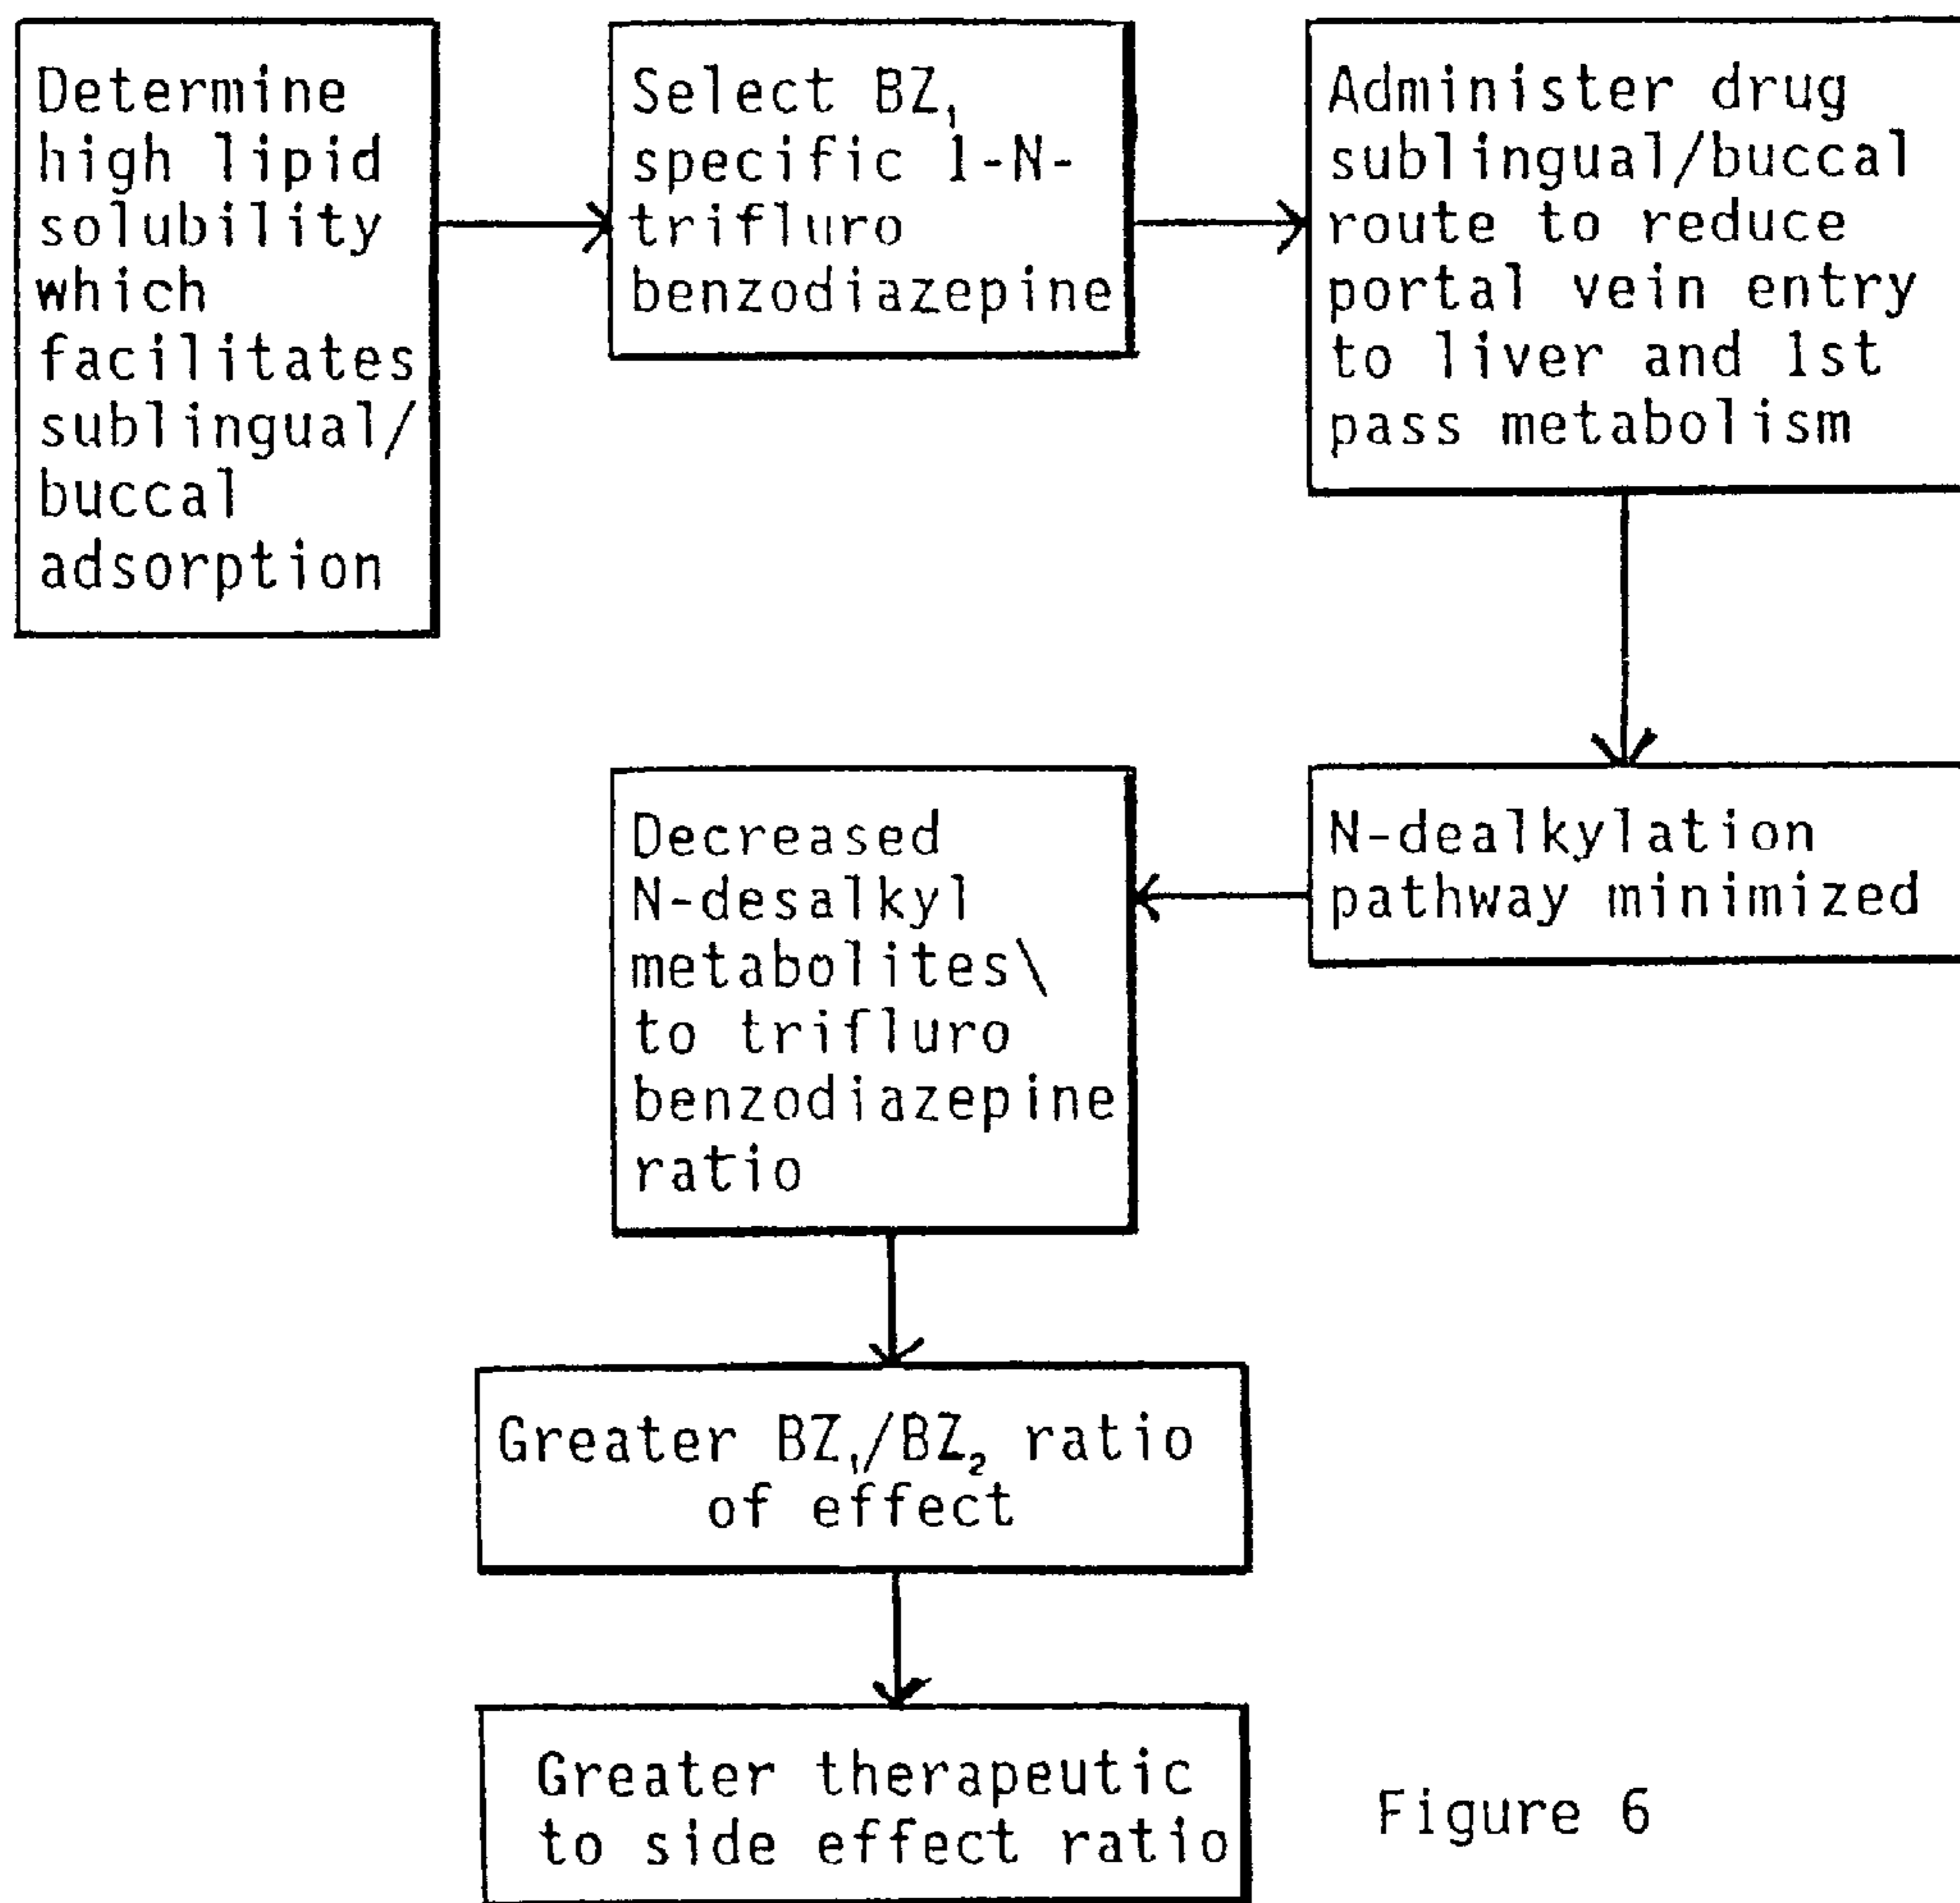 Determine
high lipid
solubility
which
facilitates
sublingual/
buccal
adsorption
Select BZ₁
specific 1-N-
trifluro
benzodiazepine
Administer drug
sublingual/buccal
route to reduce
portal vein entry
to liver and 1st
pass metabolism
N-dealkylation
pathway minimized
Decreased
N-desalkyl
metabolites\
to trifluro
benzodiazepine
ratio
Greater BZ₁/BZ₂ ratio
of effect
Greater therapeutic
to side effect ratio
Figure 6